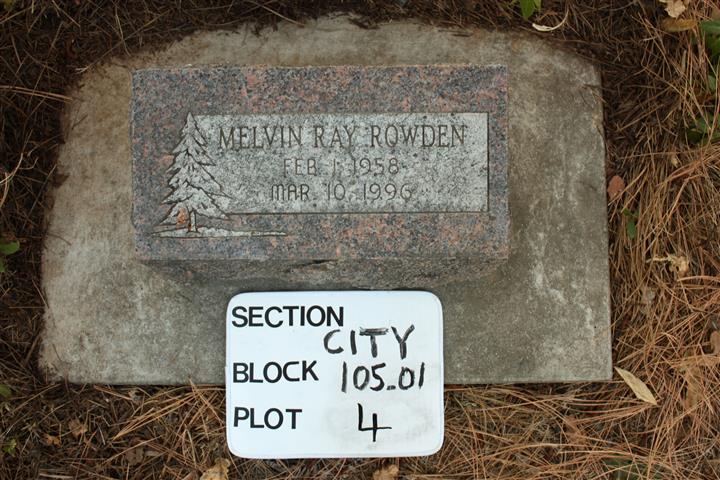 MELVIN RAY ROWDEN
FEB. 1, 1958
MAR. 10, 1996
SECTION CITY
BLOCK 105-01
PLOT 4